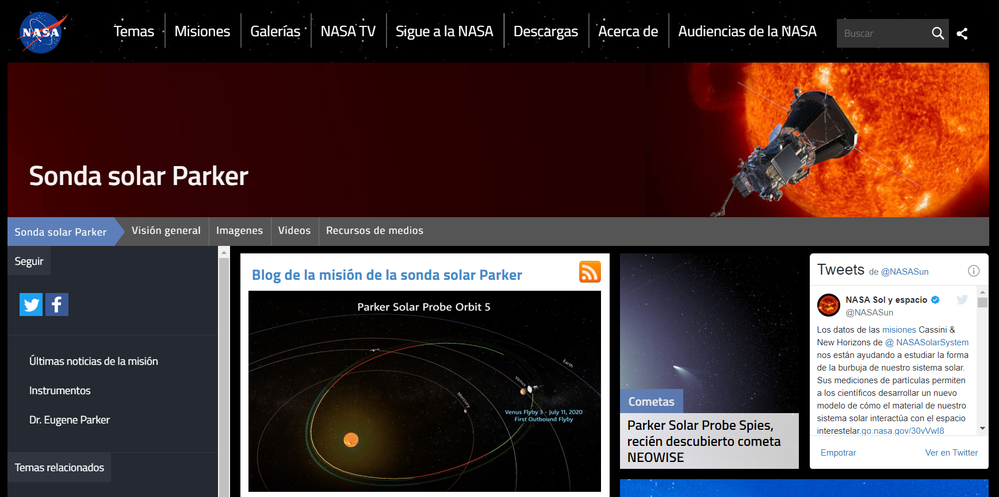 NASA
Temas
Misiones
Galerías
NASA TV
Sigue a la NASA
Descargas
Acerca de
Audiencias de la NASA
Buscar
Sonda solar Parker
Sonda solar Parker
Visión general
Imagenes
Videos
Recursos de medios
Seguir
Últimas noticias de la misión
Instrumentos
Dr. Eugene Parker
Temas relacionados
Blog de la misión de la sonda solar Parker
Parker Solar Probe Orbit 5
Earth
Venus
Mercury
Venus Flyby 3 - July 11, 2020
First Outbound Flyby
Cometas
Parker Solar Probe Spies,
recién descubierto cometa
NEOWISE
Tweets de @NASASun
NASA Sol y espacio
@NASASun
Los datos de las misiones Cassini &
New Horizons de @ NASASolarSystem
nos están ayudando a estudiar la forma
de la burbuja de nuestro sistema solar.
Sus mediciones de partículas permiten
a los científicos desarrollar un nuevo
modelo de cómo el material de nuestro
sistema solar interactúa con el espacio
interestelar.go.nasa.gov/30vVwI8
Empotrar
Ver en Twitter